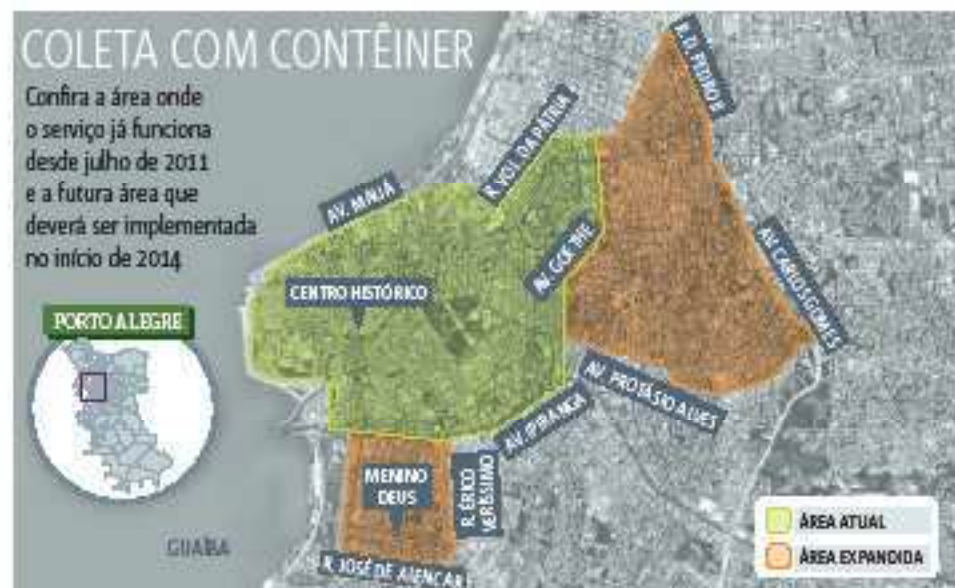 COLETA COM CONTÊINER
Confira a área onde
o serviço já funciona
desde julho de 2011
e a futura área que
deverá ser implementada
no início de 2014
R. D. PEDRO II
R. VOL. DA PÁTRIA
AV. MAUÁ
AV. GOETHE
AV. CARLOS GOMES
CENTRO HISTÓRICO
PORTO ALEGRE
AV. PROTÁSIO ALVES
AV. IPIRANGA
MENINO
DEUS
R. ÉRICO
VERÍSSIMO
GUAÍBA
R. JOSÉ DE ALENCAR
ÁREA ATUAL
ÁREA EXPANDIDA